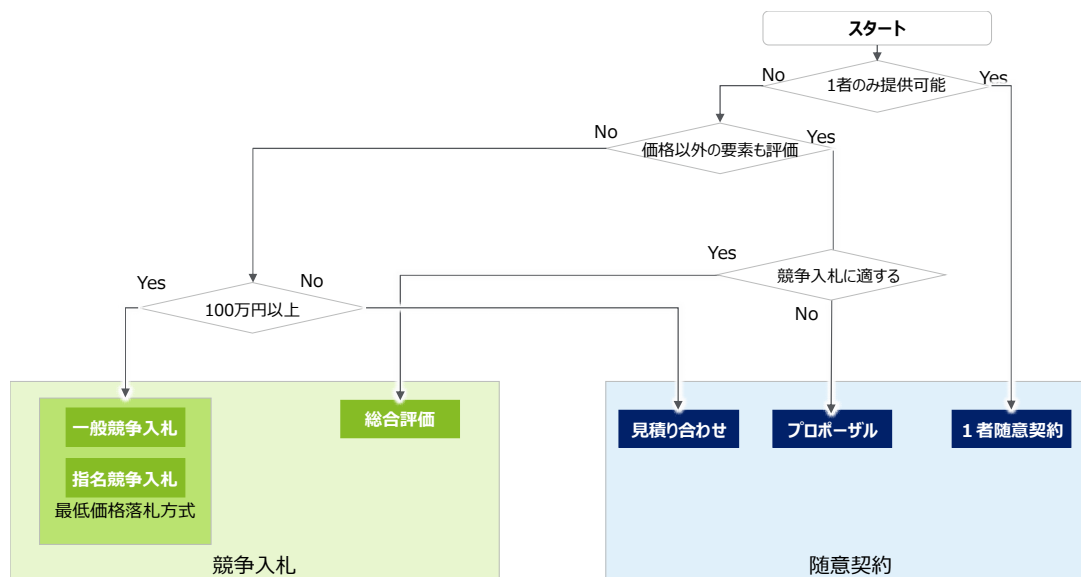 スタート
No
1者のみ提供可能
Yes
No
価格以外の要素も評価
Yes
Yes
競争入札に適する
No
Yes
No
100万円以上
一般競争入札
指名競争入札
最低価格落札方式
総合評価
競争入札
見積り合わせ
プロポーザル
１者随意契約
随意契約